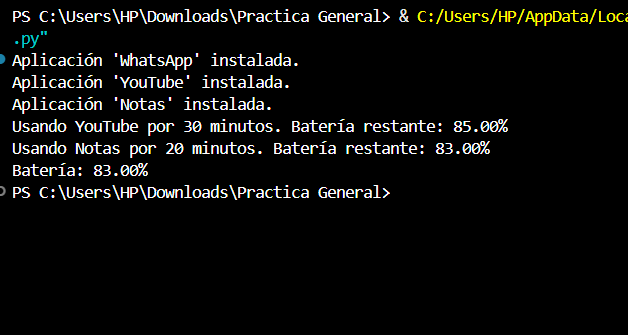 PS C:\Users\HP\Downloads\Practica General> & C:/Users/HP/AppData/Loca
.py"
Aplicación 'WhatsApp' instalada.
Aplicación 'YouTube' instalada.
Aplicación 'Notas' instalada.
Usando YouTube por 30 minutos. Batería restante: 85.00%
Usando Notas por 20 minutos. Batería restante: 83.00%
Batería: 83.00%
PS C:\Users\HP\Downloads\Practica General>